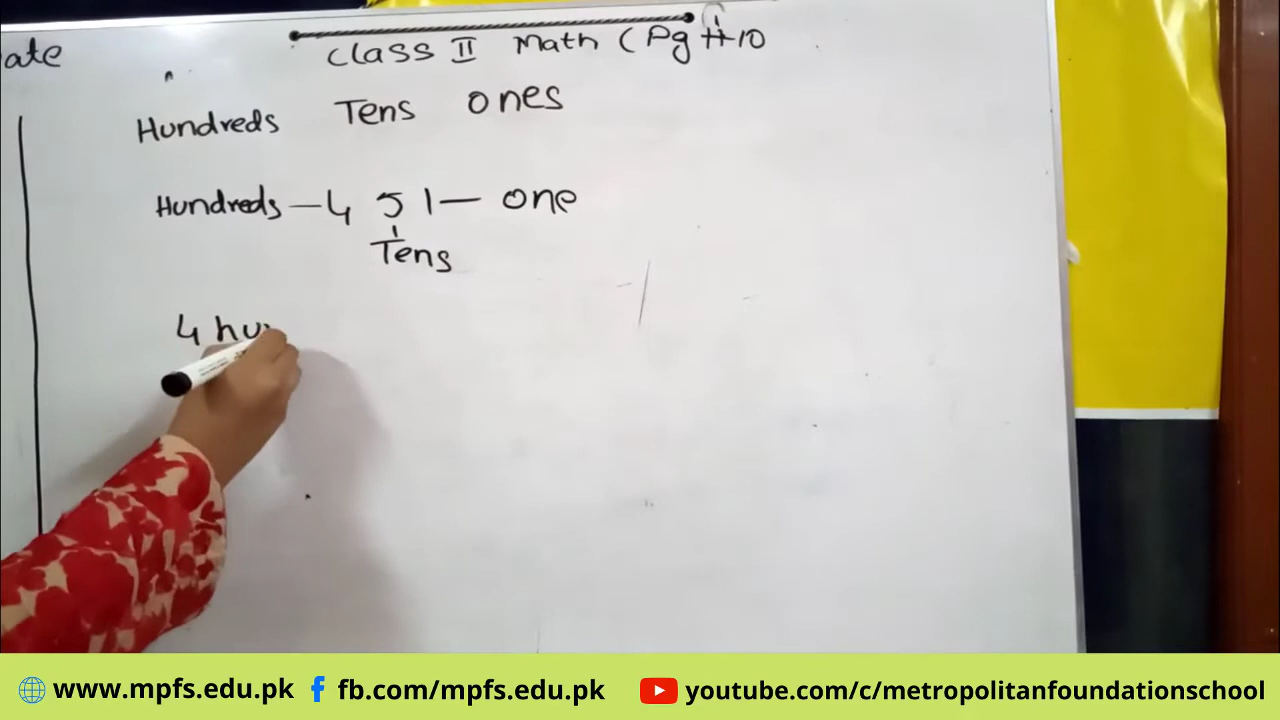 ate
Class II Math (Pg # 10
Hundreds Tens ones
Hundreds — 4 5 1 — one
Tens
4 hu
www.mpfs.edu.pk fb.com/mpfs.edu.pk youtube.com/c/metropolitanfoundationschool